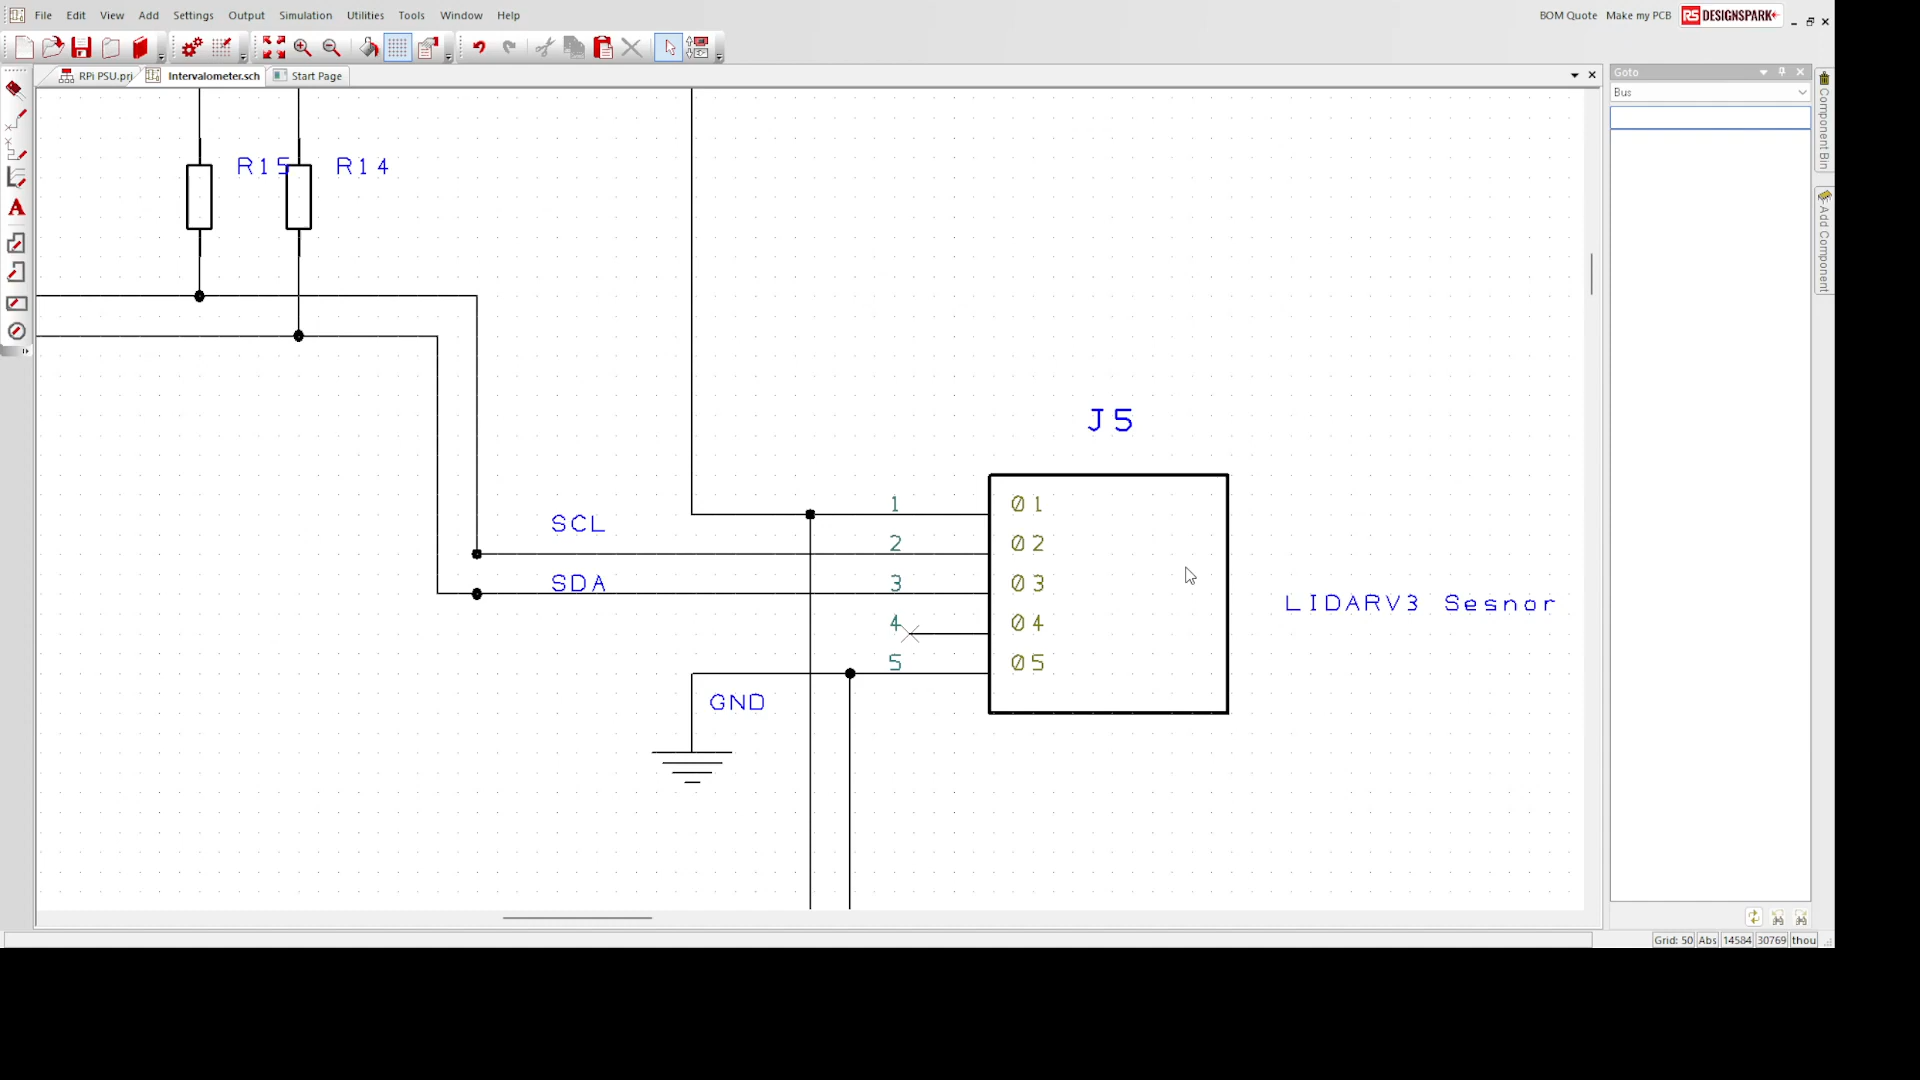 File Edit View Add Settings Output Simulation Utilities Tools Window Help
BOM Quote Make my PCB RS DESIGNSPARK
RPi PSU.prj Intervalometer.sch Start Page
Goto
Bus
Component Bin
Add Component
R15 R14
J5
1 01
SCL
2 02
SDA 3 03
LIDARV3 Sesnor
4 04
5 05
GND
Grid: 50 Abs 14584 30769 thou